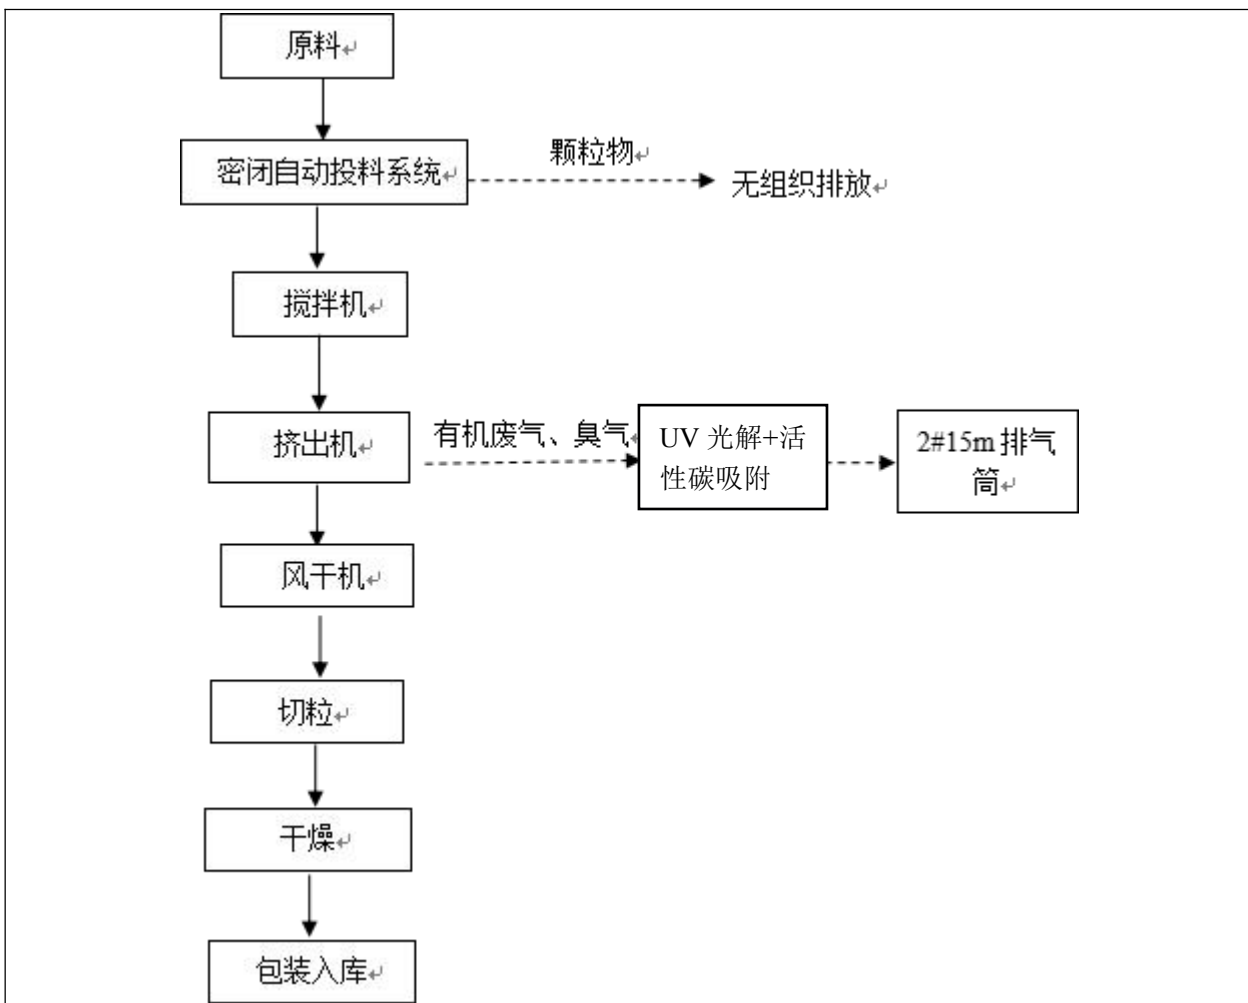 原料
密闭自动投料系统
颗粒物
无组织排放
搅拌机
挤出机
有机废气、臭气
UV 光解+活
性碳吸附
2#15m 排气
筒
风干机
切粒
干燥
包装入库